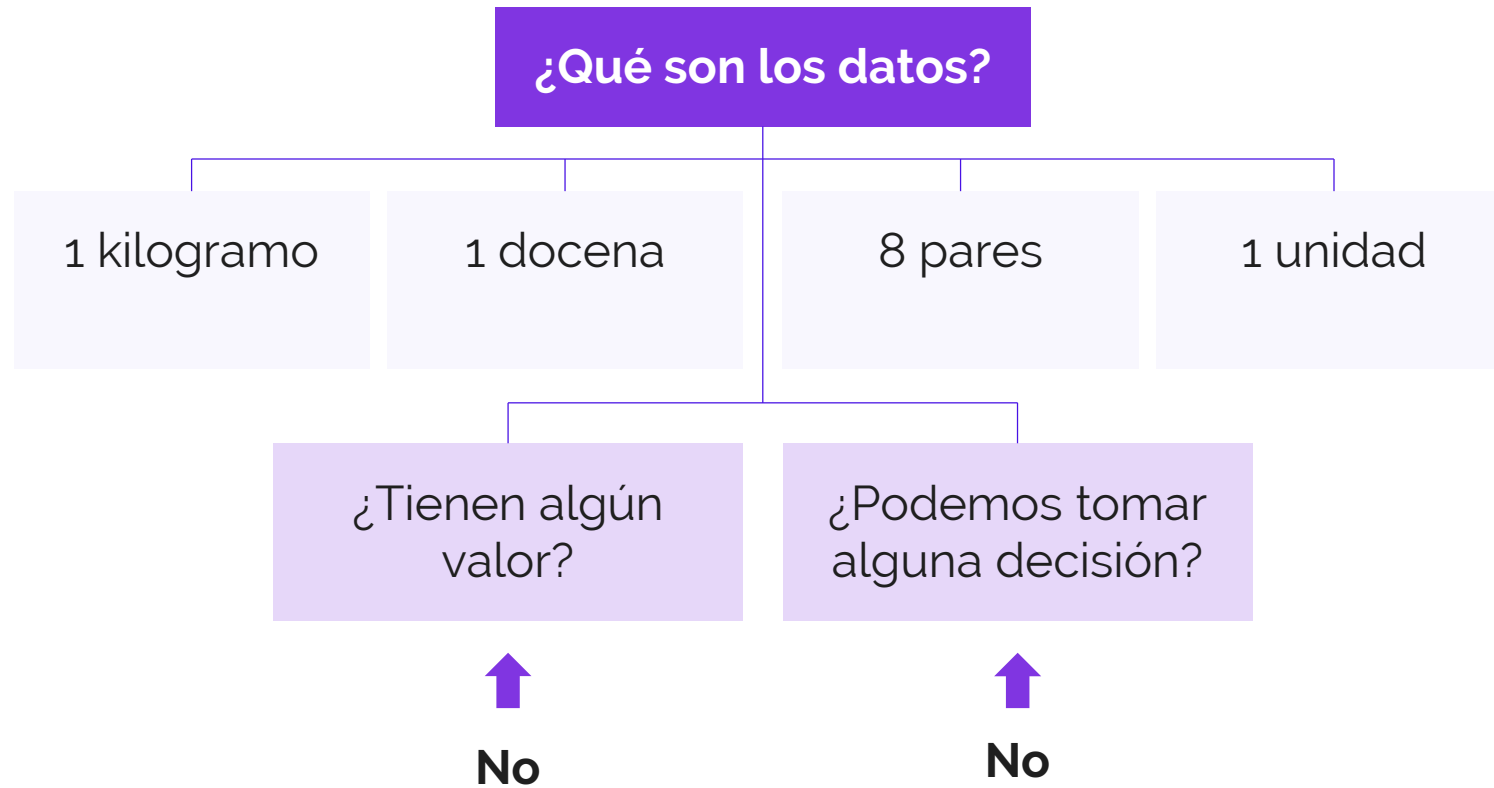 ¿Qué son los datos?
1 kilogramo
1 docena
8 pares
1 unidad
¿Tienen algún
valor?
¿Podemos tomar
alguna decisión?
No
No